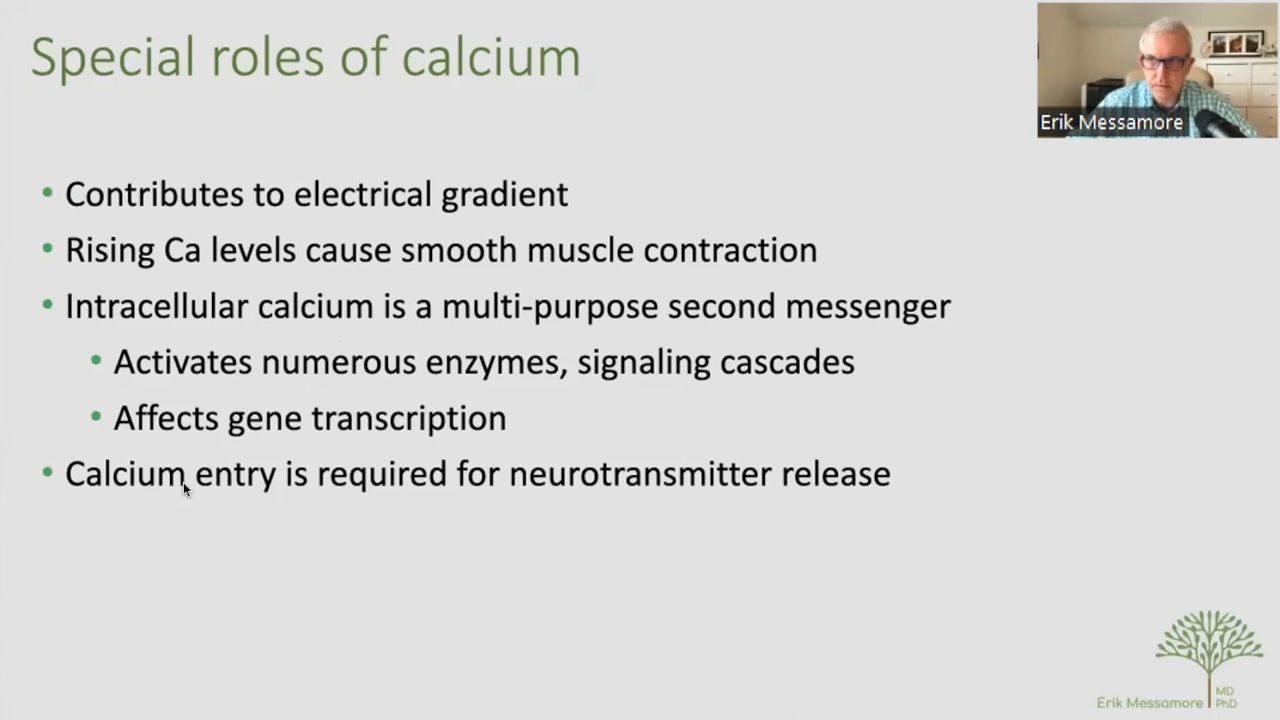 Special roles of calcium
Erik Messamore
• Contributes to electrical gradient
• Rising Ca levels cause smooth muscle contraction
• Intracellular calcium is a multi-purpose second messenger
• Activates numerous enzymes, signaling cascades
• Affects gene transcription
• Calcium entry is required for neurotransmitter release
Erik Messamore
MD
PhD